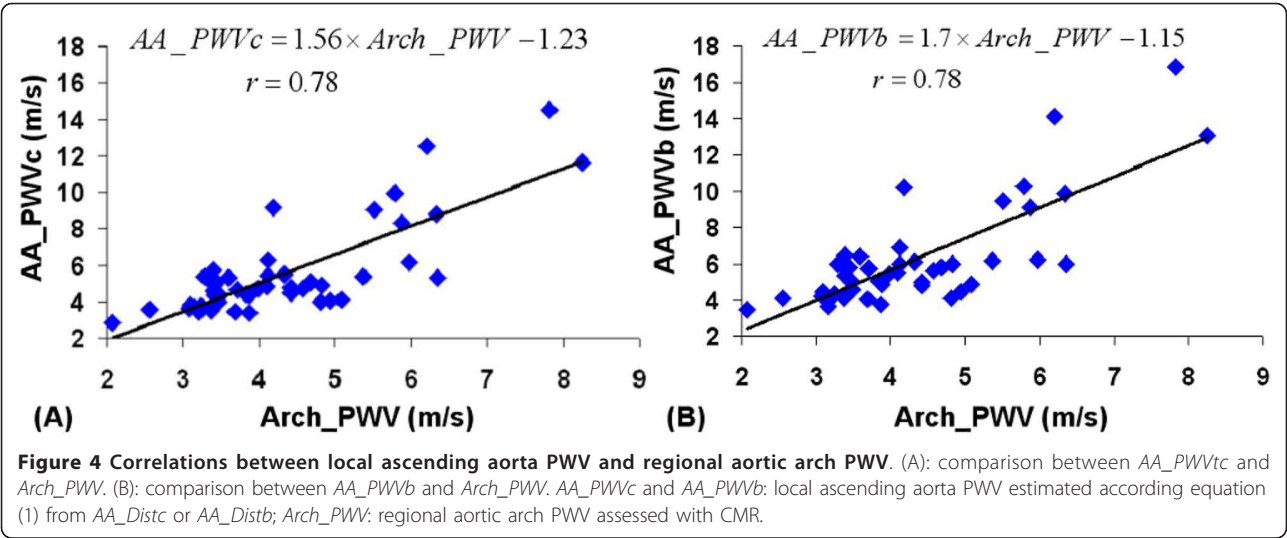 AA_PWVc = 1.56 × Arch_PWV − 1.23
r = 0.78
AA_PWVc (m/s)
18
16
14
12
10
8
6
4
2
2 3 4 5 6 7 8 9
(A)
Arch_PWV (m/s)
AA_PWVb = 1.7 × Arch_PWV − 1.15
r = 0.78
AA_PWVb (m/s)
18
16
14
12
10
8
6
4
2
2 3 4 5 6 7 8 9
(B)
Arch_PWV (m/s)
Figure 4 Correlations between local ascending aorta PWV and regional aortic arch PWV. (A): comparison between AA_PWVtc and
Arch_PWV. (B): comparison between AA_PWVb and Arch_PWV. AA_PWVc and AA_PWVb: local ascending aorta PWV estimated according equation
(1) from AA_Distc or AA_Distb; Arch_PWV: regional aortic arch PWV assessed with CMR.